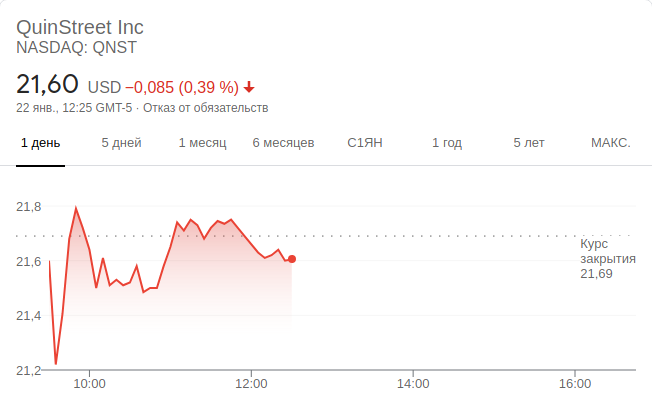 QuinStreet Inc
NASDAQ: QNST
21,60 USD −0,085 (0,39 %)
22 янв., 12:25 GMT-5 · Отказ от обязательств
1 день 5 дней 1 месяц 6 месяцев С1ЯН 1 год 5 лет МАКС.
21,8
21,6
21,4
21,2
Курс
закрытия
21,69
10:00 12:00 14:00 16:00